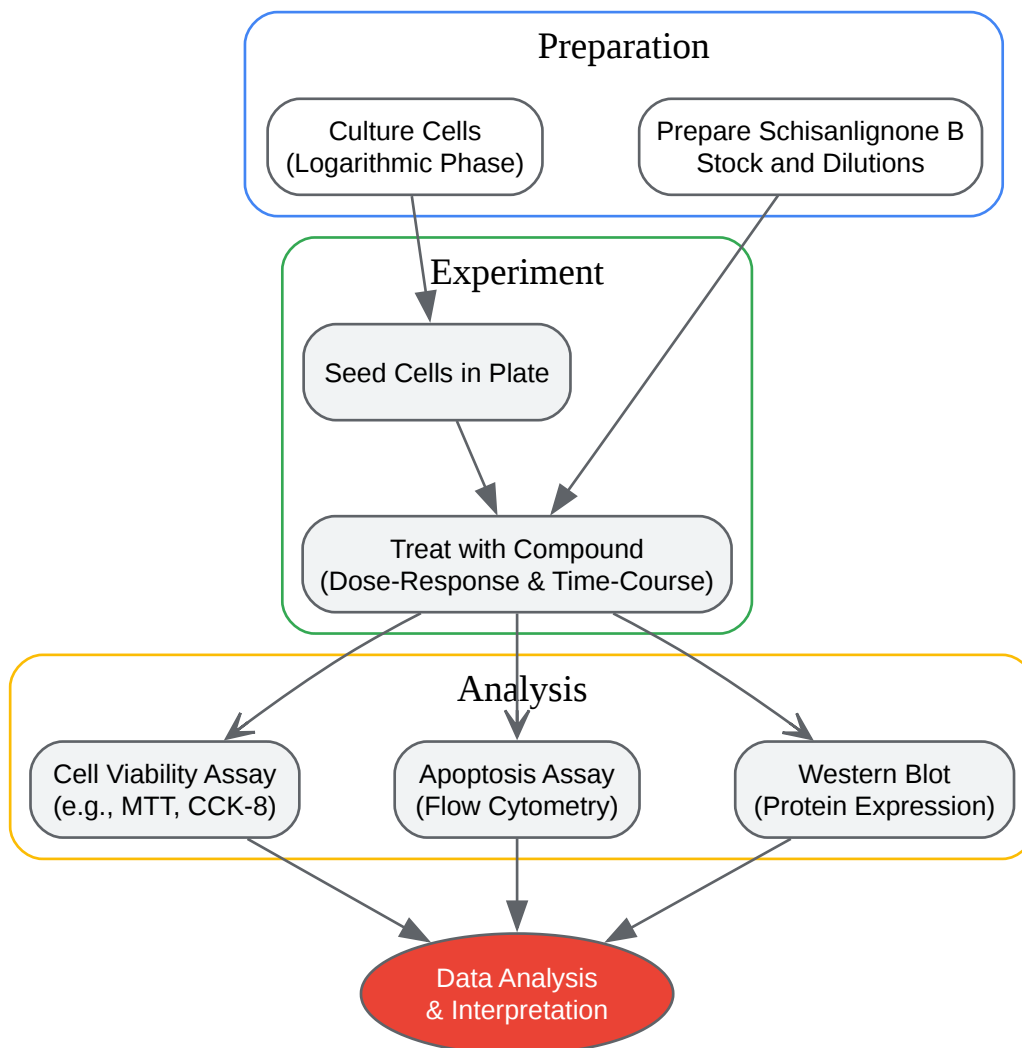 Preparation
Culture Cells
(Logarithmic Phase)
Prepare Schisanlignone B
Stock and Dilutions
Experiment
Seed Cells in Plate
Treat with Compound
(Dose-Response & Time-Course)
Analysis
Cell Viability Assay
(e.g., MTT, CCK-8)
Apoptosis Assay
(Flow Cytometry)
Western Blot
(Protein Expression)
Data Analysis
& Interpretation